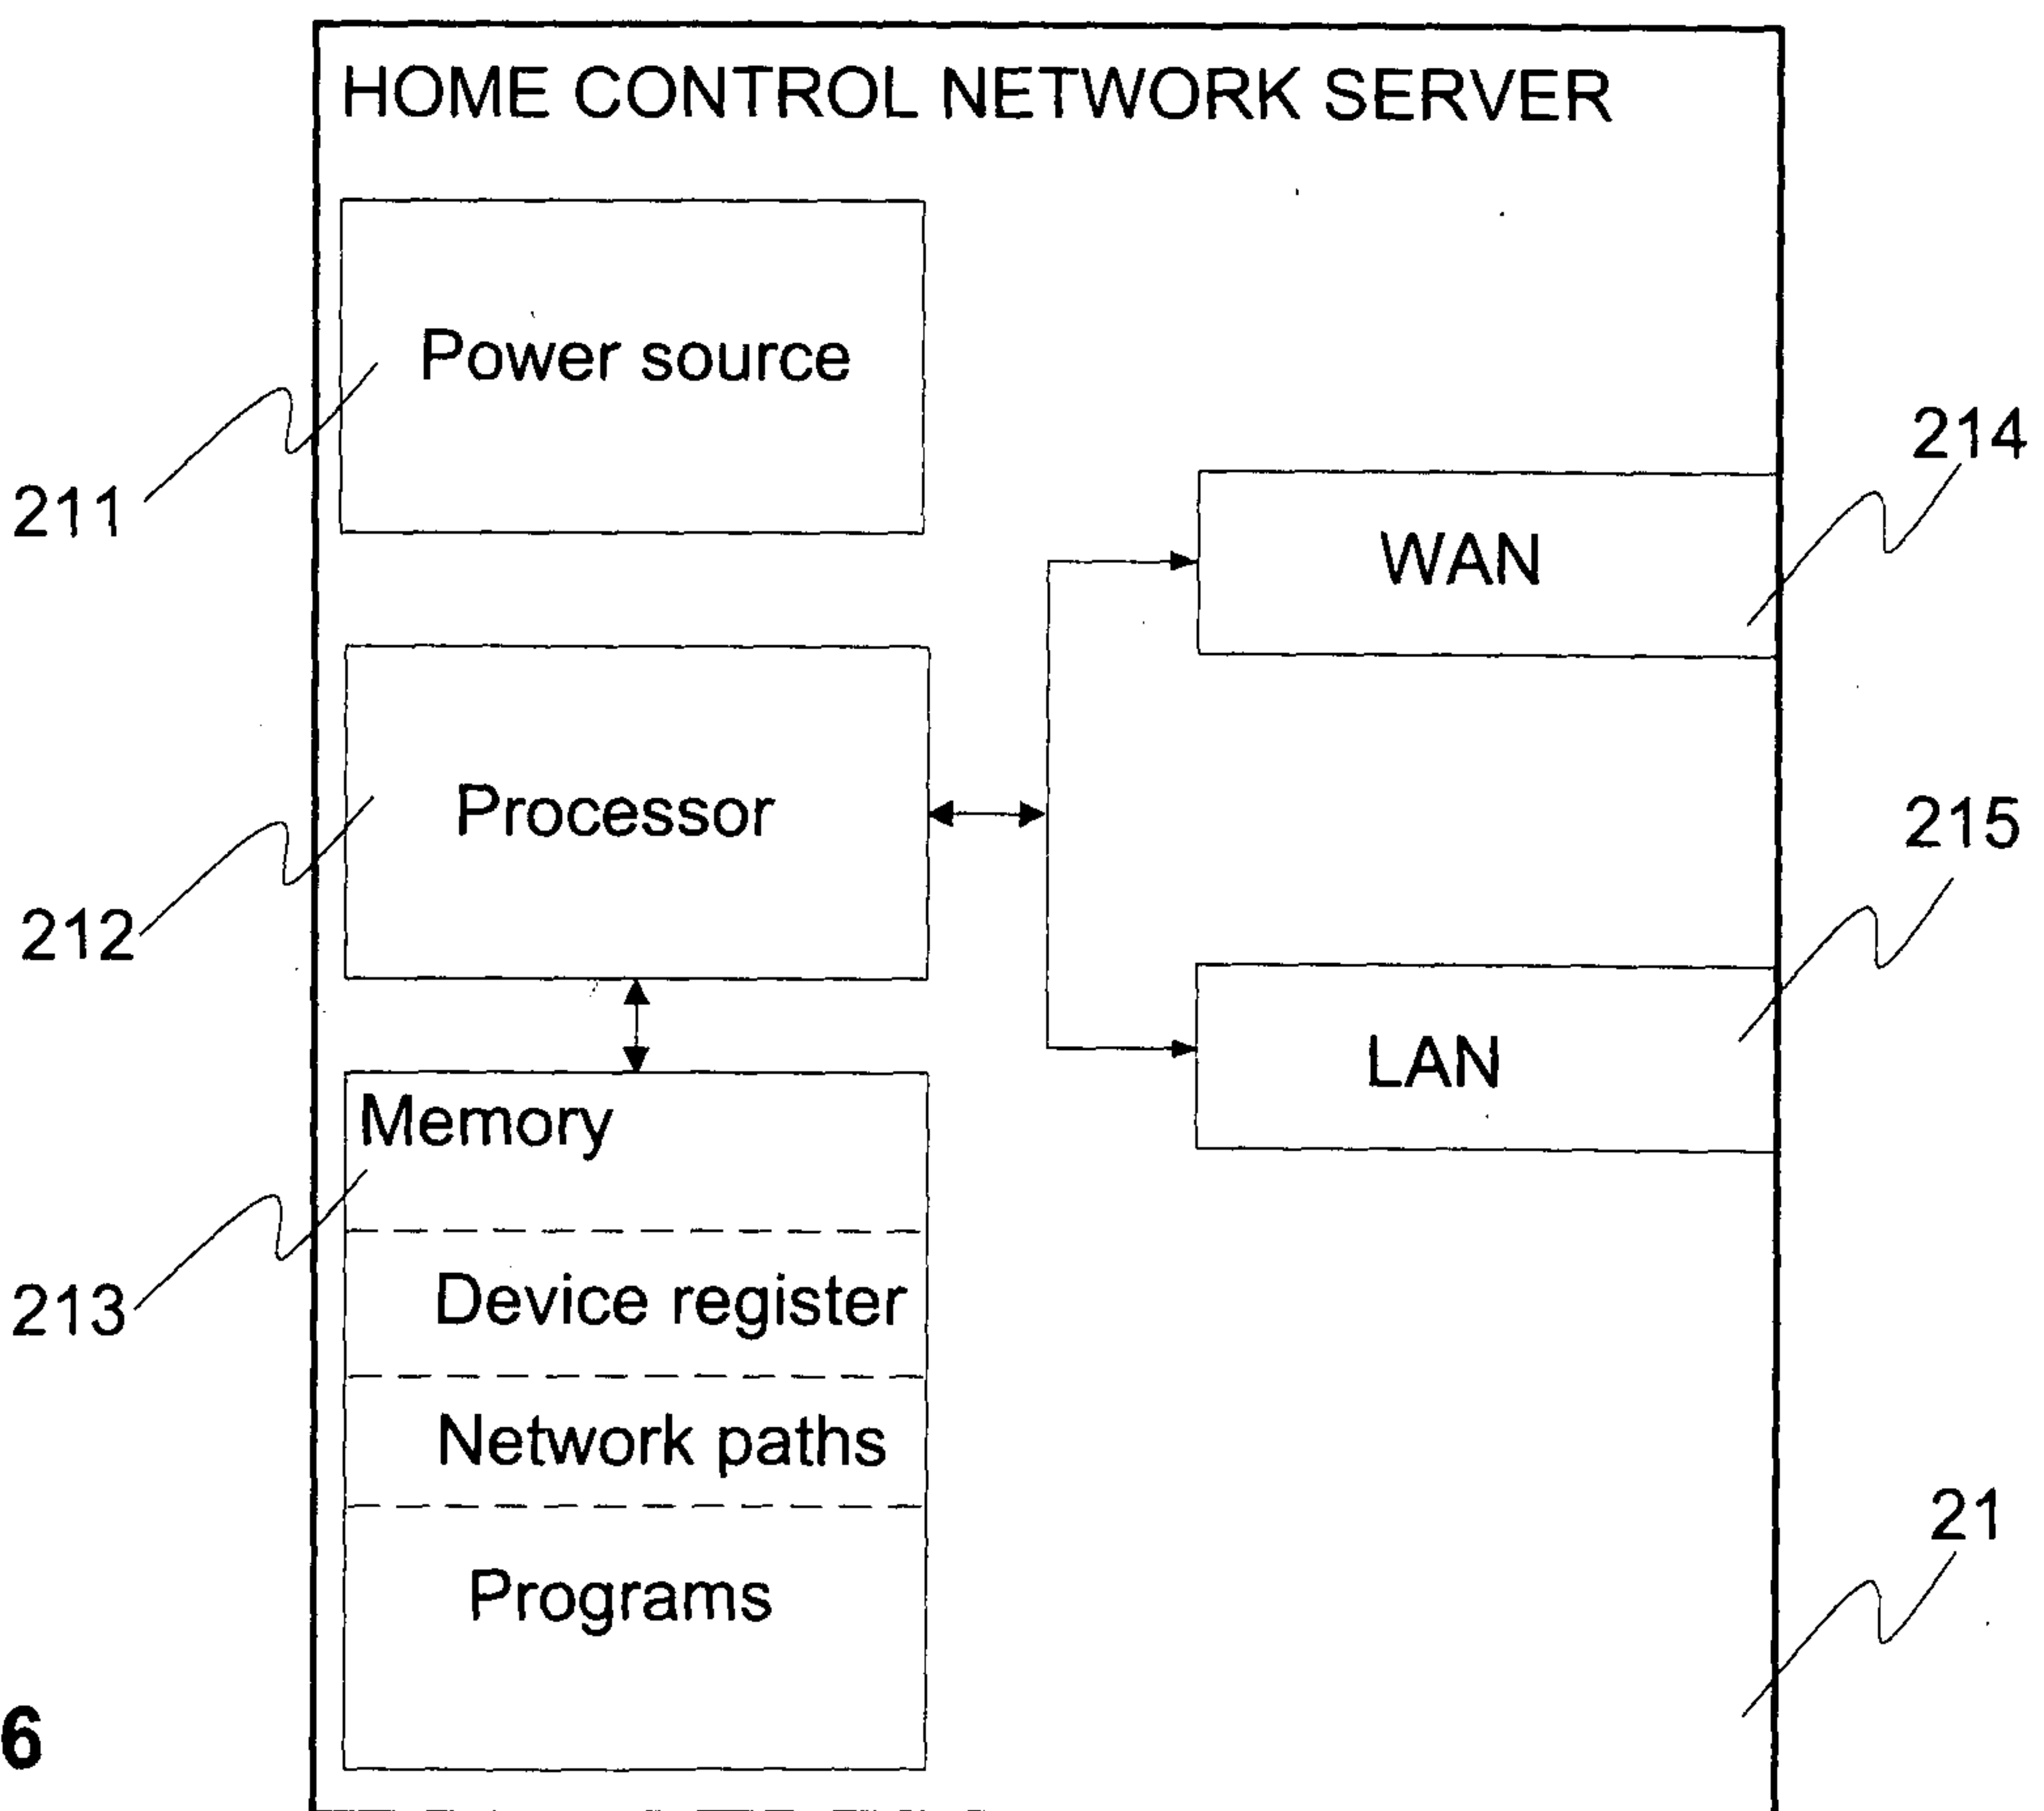 HOME CONTROL NETWORK SERVER
Power source
211
214
WAN
Processor
212
215
LAN
Memory
213
Device register
Network paths
Programs
21
6